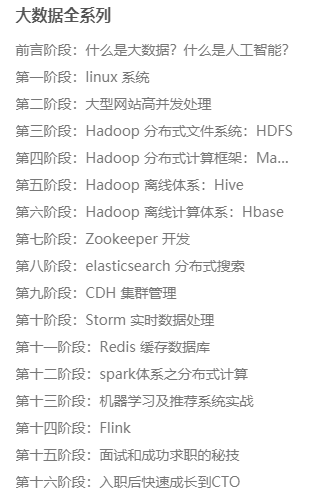 大数据全系列
前言阶段：什么是大数据？什么是人工智能？
第一阶段：linux 系统
第二阶段：大型网站高并发处理
第三阶段：Hadoop 分布式文件系统：HDFS
第四阶段：Hadoop 分布式计算框架：Ma...
第五阶段：Hadoop 离线体系：Hive
第六阶段：Hadoop 离线计算体系：Hbase
第七阶段：Zookeeper 开发
第八阶段：elasticsearch 分布式搜索
第九阶段：CDH 集群管理
第十阶段：Storm 实时数据处理
第十一阶段：Redis 缓存数据库
第十二阶段：spark体系之分布式计算
第十三阶段：机器学习及推荐系统实战
第十四阶段：Flink
第十五阶段：面试和成功求职的秘技
第十六阶段：入职后快速成长到CTO